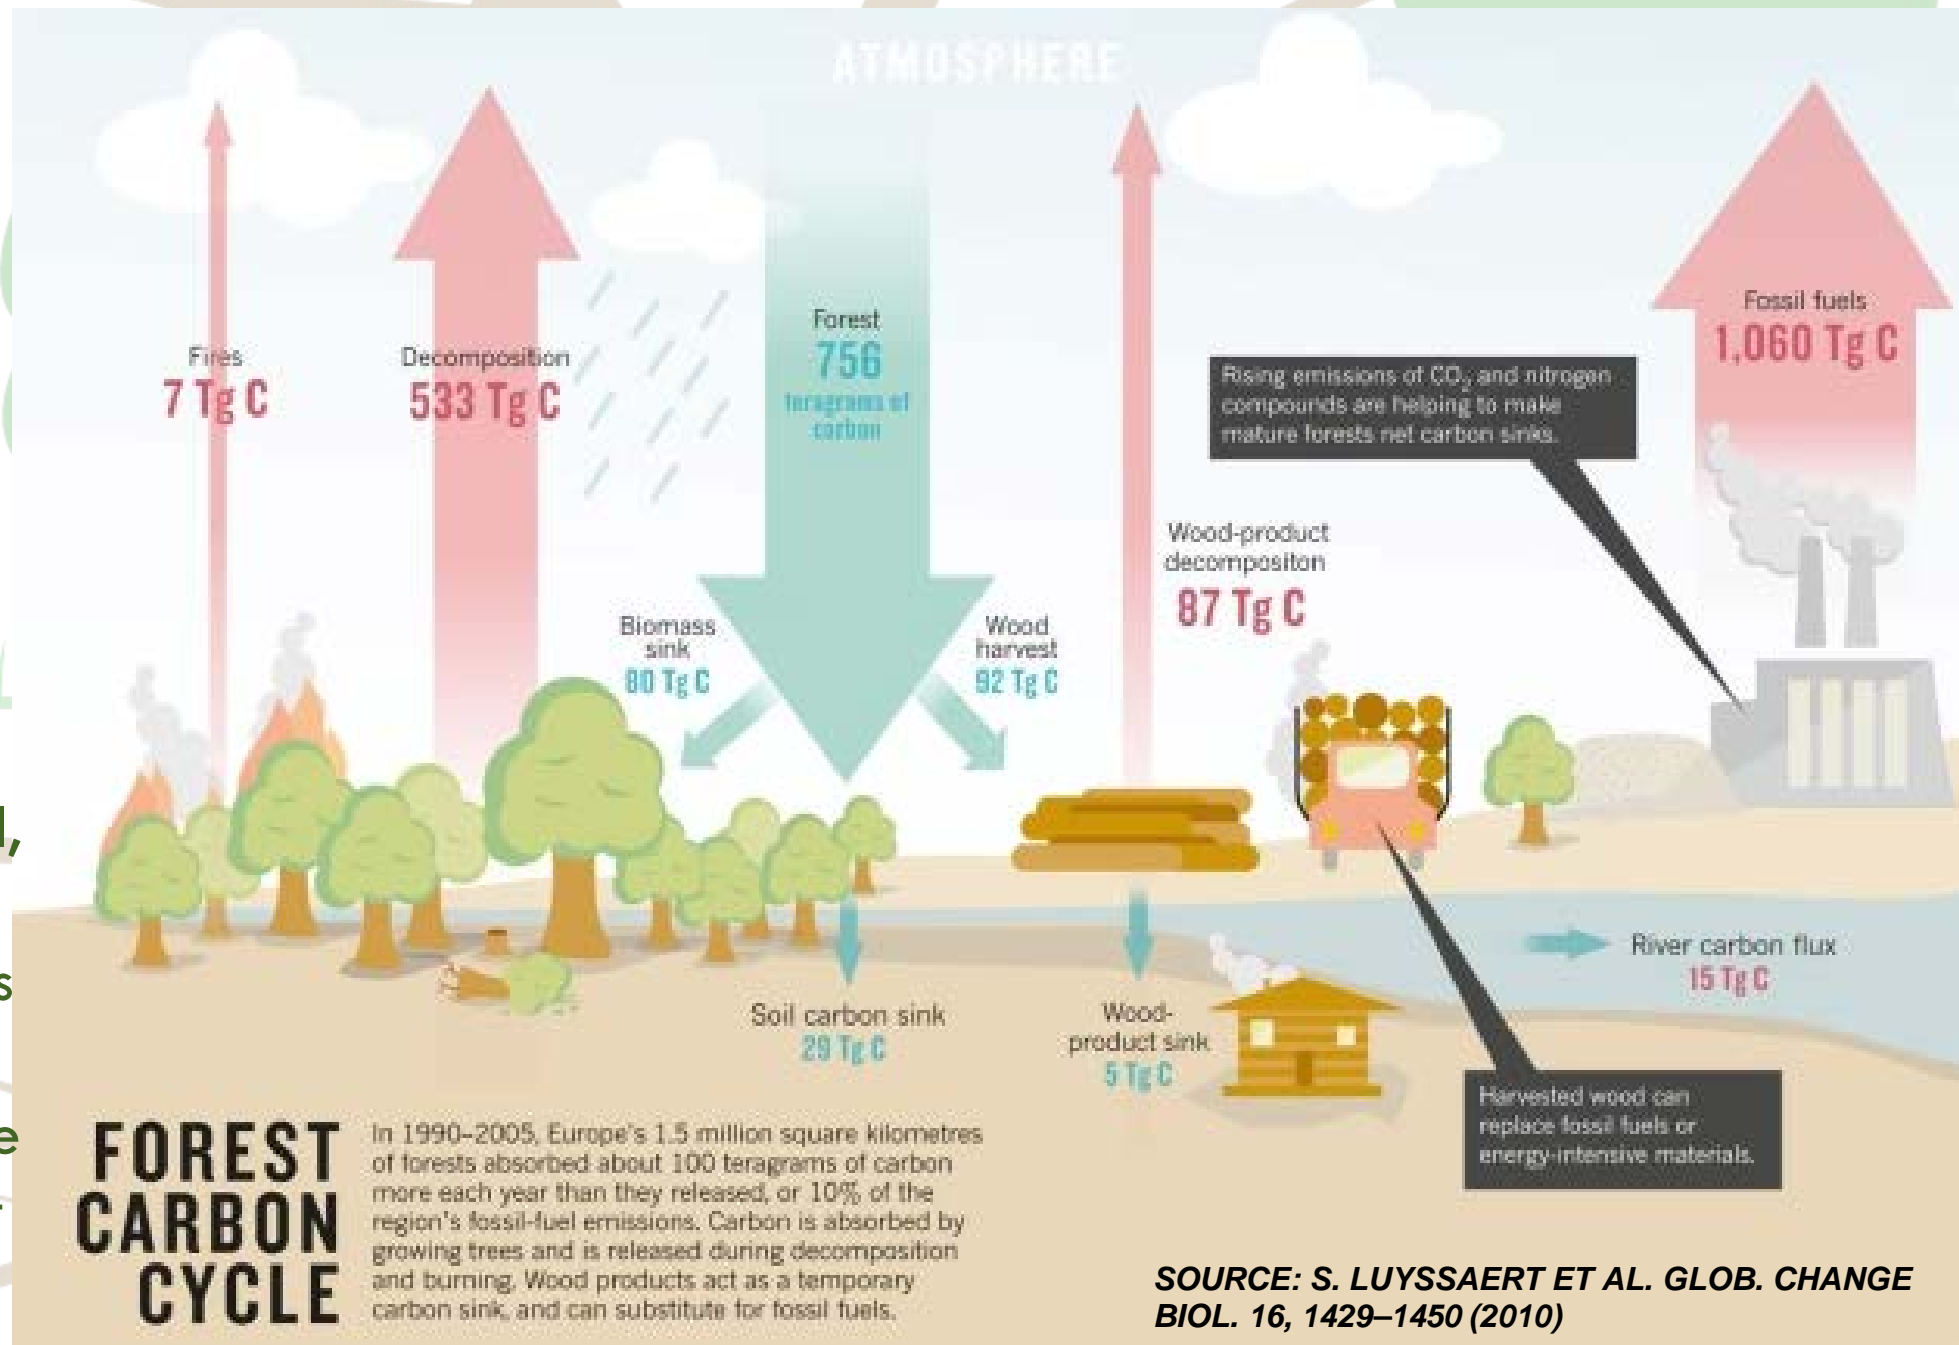 ATMOSPHERE
Fires
7 Tg C
Decomposition
533 Tg C
Forest
756
teragrams of
carbon
Fossil fuels
1,060 Tg C
Rising emissions of CO₂ and nitrogen
compounds are helping to make
mature forests net carbon sinks.
Wood-product
decompositon
87 Tg C
Biomass
sink
80 Tg C
Wood
harvest
92 Tg C
River carbon flux
15 Tg C
Soil carbon sink
29 Tg C
Wood-
product sink
5 Tg C
Harvested wood can
replace fossil fuels or
energy-intensive materials.
FOREST
CARBON
CYCLE
In 1990–2005, Europe's 1.5 million square kilometres
of forests absorbed about 100 teragrams of carbon
more each year than they released, or 10% of the
region's fossil-fuel emissions. Carbon is absorbed by
growing trees and is released during decomposition
and burning. Wood products act as a temporary
carbon sink, and can substitute for fossil fuels.
SOURCE: S. LUYSSAERT ET AL. GLOB. CHANGE
BIOL. 16, 1429–1450 (2010)